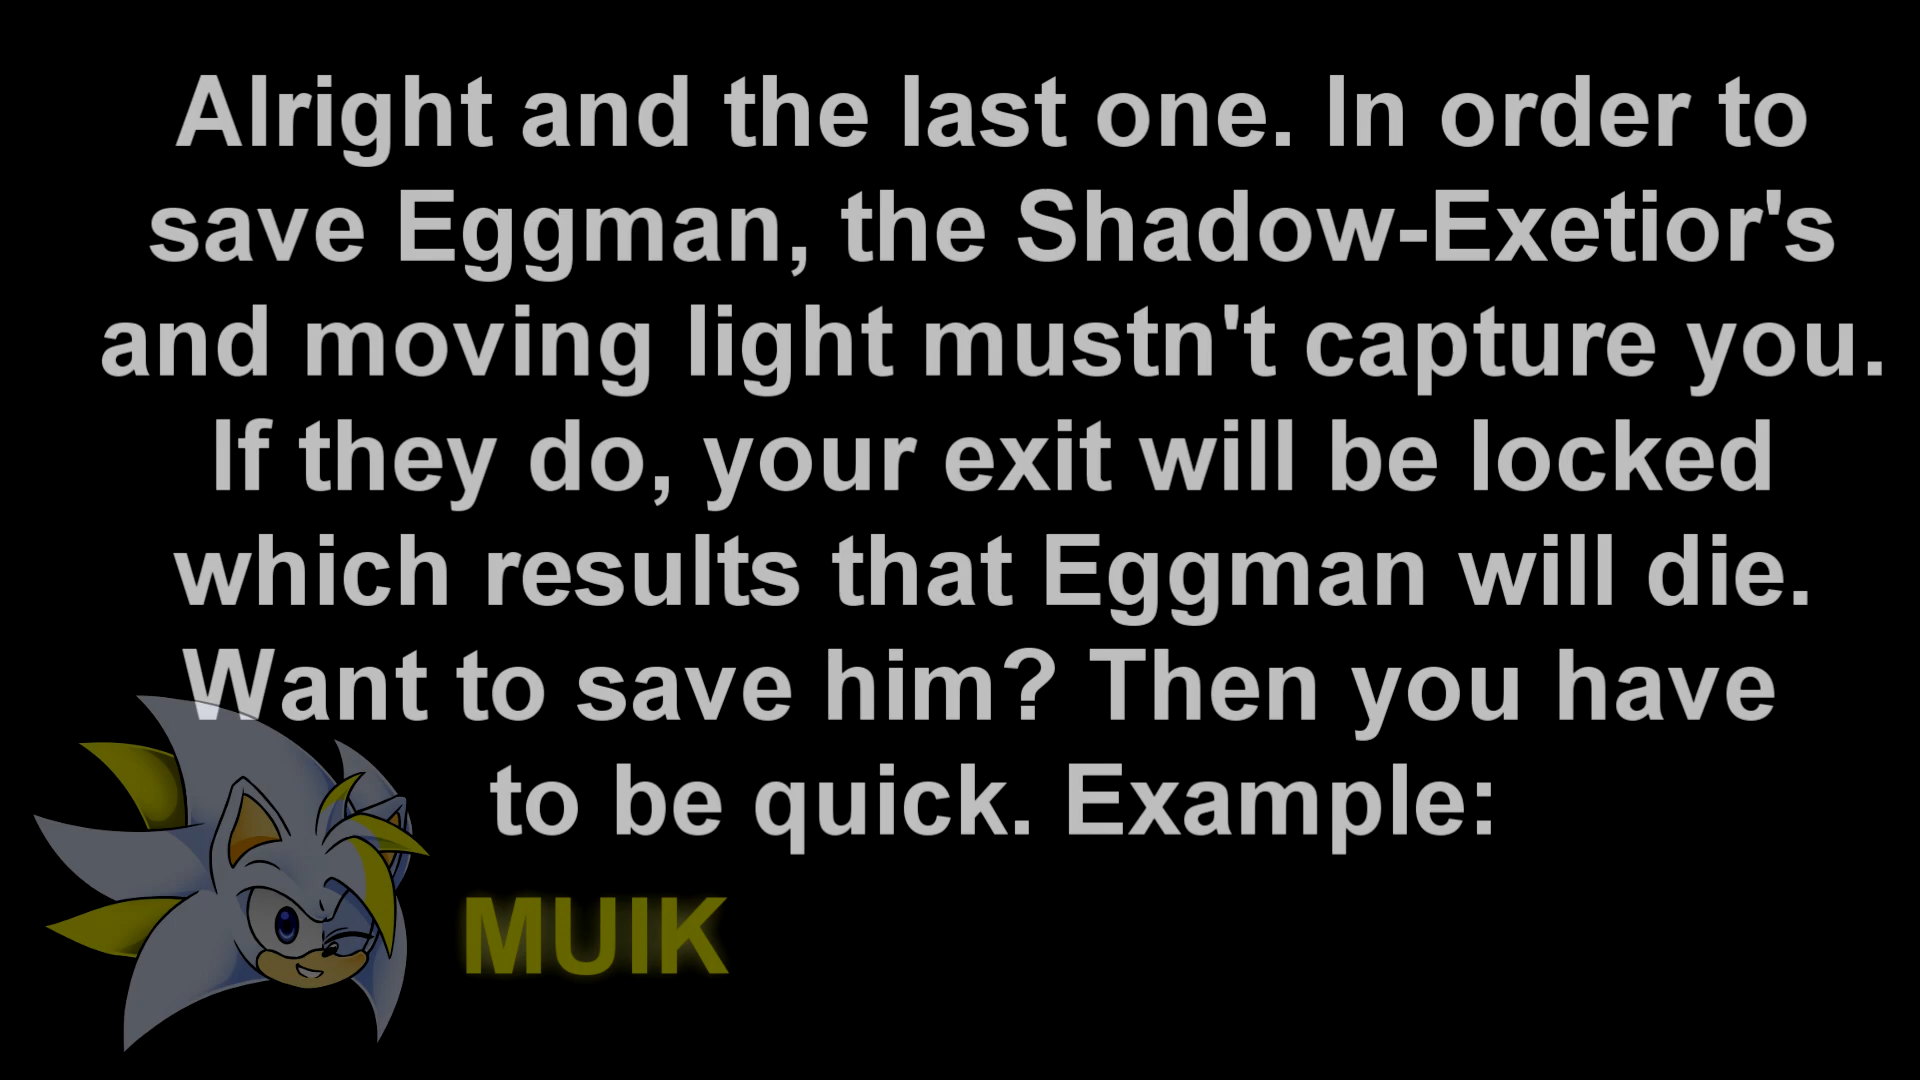 Alright and the last one. In order to
save Eggman, the Shadow-Exetior's
and moving light mustn't capture you.
If they do, your exit will be locked
which results that Eggman will die.
Want to save him? Then you have
to be quick. Example:
MUIK